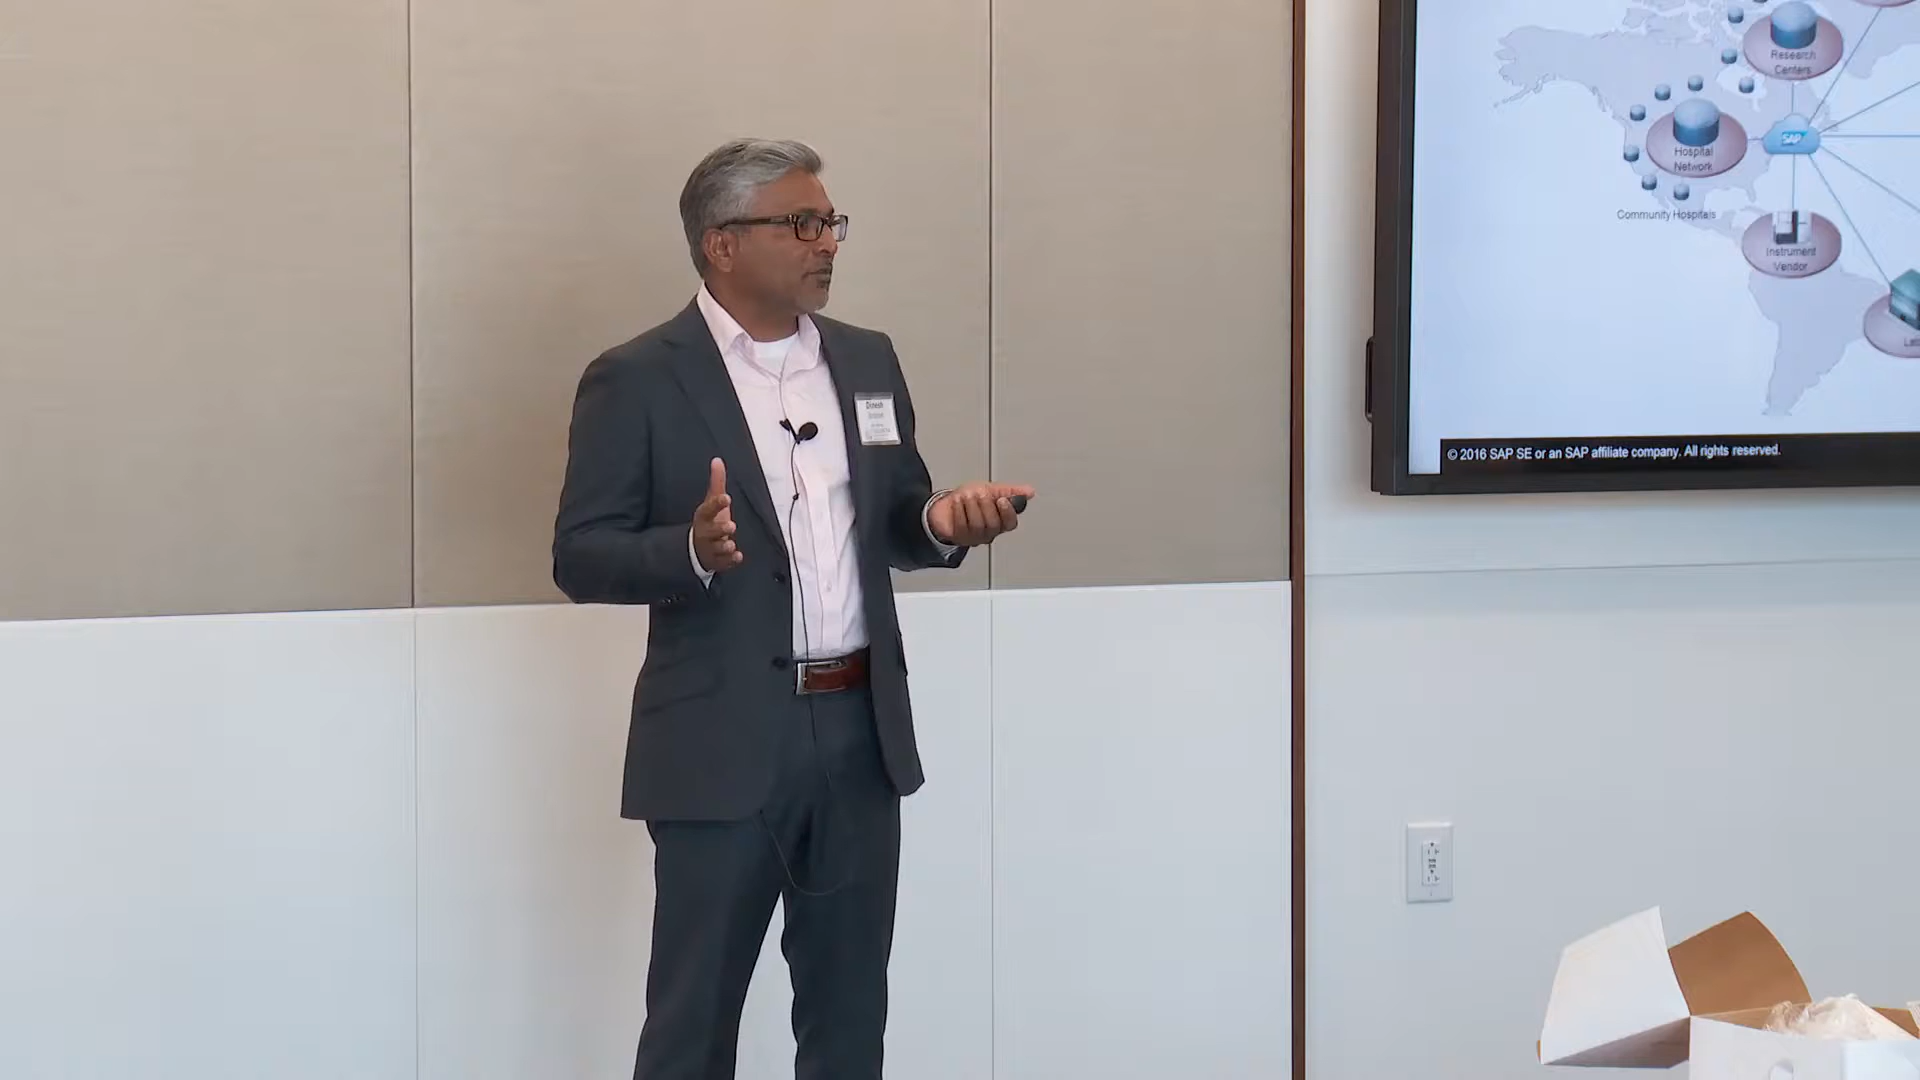 Research
Centers
SAP
Hospital
Network
Community Hospitals
Instrument
Vendor
Dinesh
© 2016 SAP SE or an SAP affiliate company. All rights reserved.